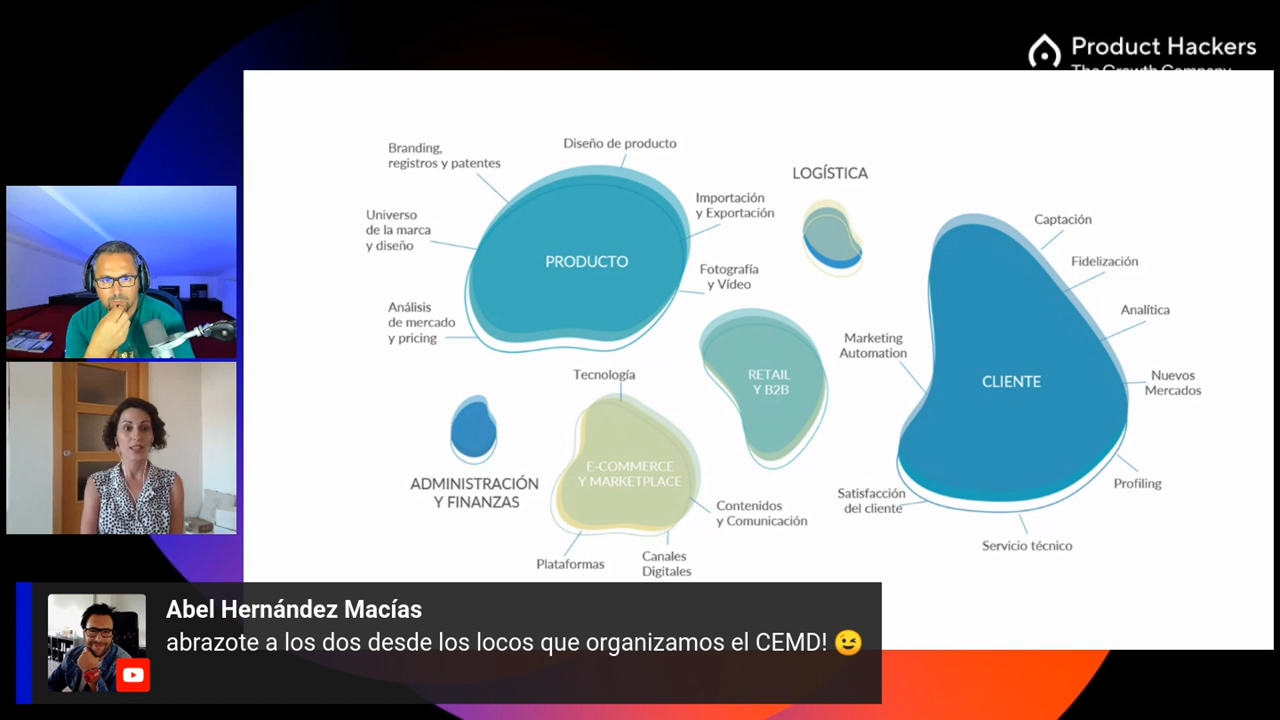 Product Hackers
The Growth Company
Branding,
registros y patentes
Diseño de producto
Universo
de la marca
y diseño
Importación
y Exportación
PRODUCTO
Fotografía
y Vídeo
Análisis
de mercado
y pricing
LOGÍSTICA
Captación
Fidelización
Analítica
Marketing
Automation
CLIENTE
Nuevos
Mercados
Profiling
Satisfacción
del cliente
Servicio técnico
RETAIL
Y B2B
Tecnología
E-COMMERCE
Y MARKETPLACE
Contenidos
y Comunicación
Plataformas
Canales
Digitales
ADMINISTRACIÓN
Y FINANZAS
Abel Hernández Macías
abrazote a los dos desde los locos que organizamos el CEMD! 😉